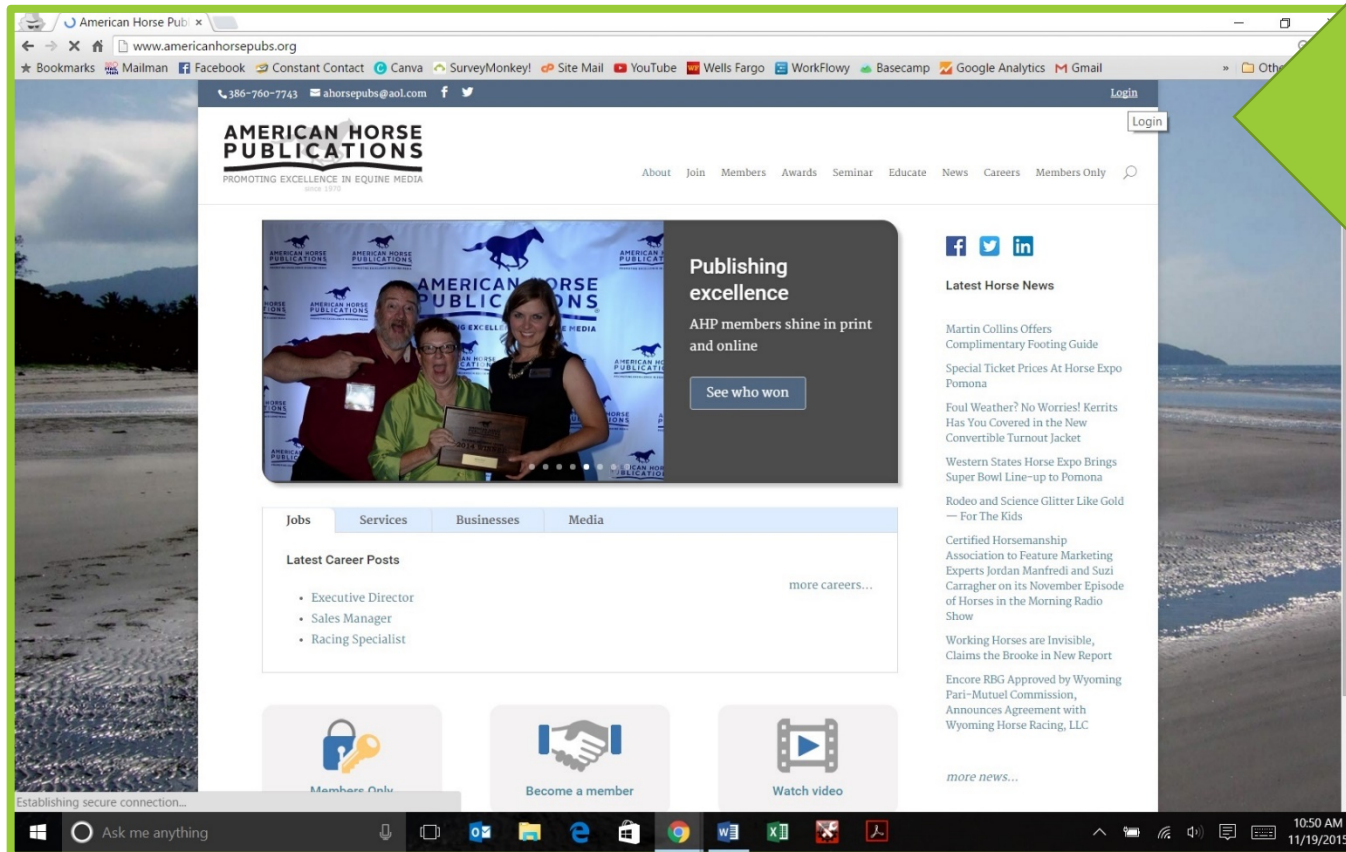 American Horse Pub
www.americanhorsepubs.org
Bookmarks Mailman Facebook Constant Contact Canva SurveyMonkey! Site Mail YouTube Wells Fargo WorkFlowy Basecamp Google Analytics Gmail » Othe
386-760-7743 ahorsepubs@aol.com Login
Login
AMERICAN HORSE
PUBLICATIONS
PROMOTING EXCELLENCE IN EQUINE MEDIA
since 1970
About Join Members Awards Seminar Educate News Careers Members Only
AMERICAN HORSE
PUBLICATIONS
2014
Publishing
excellence
AHP members shine in print
and online
See who won
Latest Horse News
Martin Collins Offers
Complimentary Footing Guide
Special Ticket Prices At Horse Expo
Pomona
Foul Weather? No Worries! Kerrits
Has You Covered in the New
Convertible Turnout Jacket
Western States Horse Expo Brings
Super Bowl Line-up to Pomona
Rodeo and Science Glitter Like Gold
— For The Kids
Certified Horsemanship
Association to Feature Marketing
Experts Jordan Manfredi and Suzi
Carragher on its November Episode
of Horses in the Morning Radio
Show
Working Horses are Invisible,
Claims the Brooke in New Report
Encore RBG Approved by Wyoming
Pari-Mutuel Commission,
Announces Agreement with
Wyoming Horse Racing, LLC
more news...
Jobs Services Businesses Media
Latest Career Posts
more careers...
• Executive Director
• Sales Manager
• Racing Specialist
Members Only
Become a member
Watch video
Establishing secure connection...
Ask me anything
10:50 AM
11/19/2015